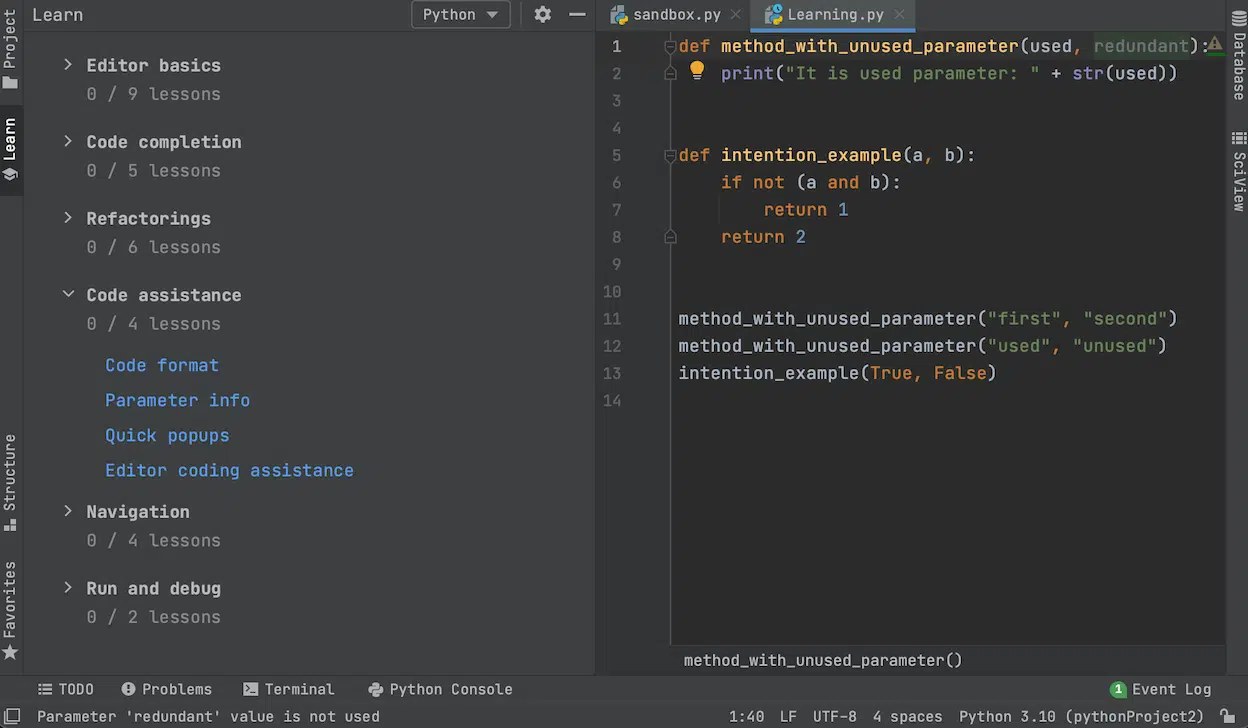 Learn
Python
sandbox.py
Learning.py
Project
Learn
Structure
Favorites
Editor basics
0 / 9 lessons
Code completion
0 / 5 lessons
Refactorings
0 / 6 lessons
Code assistance
0 / 4 lessons
Code format
Parameter info
Quick popups
Editor coding assistance
Navigation
0 / 4 lessons
Run and debug
0 / 2 lessons
1 def method_with_unused_parameter(used, redundant):
2     print("It is used parameter: " + str(used))
3
4
5 def intention_example(a, b):
6     if not (a and b):
7         return 1
8     return 2
9
10
11 method_with_unused_parameter("first", "second")
12 method_with_unused_parameter("used", "unused")
13 intention_example(True, False)
14
method_with_unused_parameter()
Database
SciView
TODO
Problems
Terminal
Python Console
1 Event Log
Parameter 'redundant' value is not used
1:40 LF UTF-8 4 spaces Python 3.10 (pythonProject2)